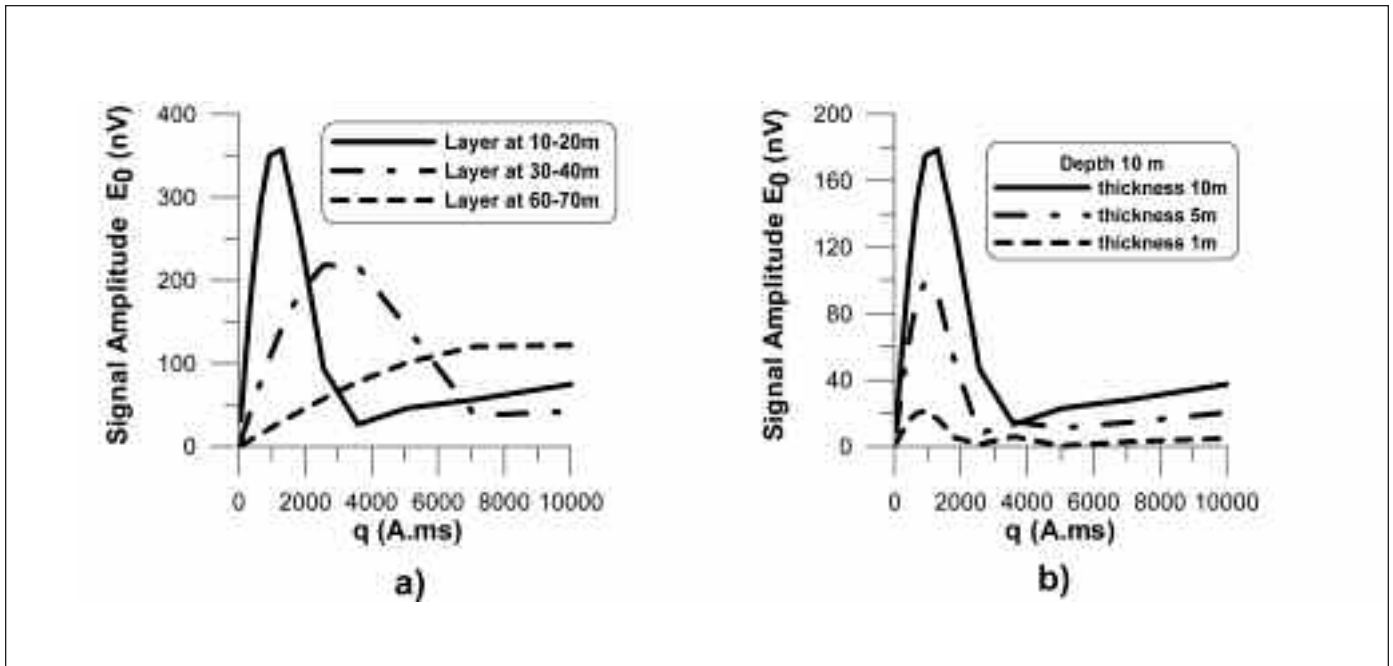 Signal Amplitude E0 (nV)
400
300
200
100
0
Layer at 10-20m
Layer at 30-40m
Layer at 60-70m
0 2000 4000 6000 8000 10000
q (A.ms)
a)
Signal Amplitude E0 (nV)
200
160
120
80
40
0
Depth 10 m
thickness 10m
thickness 5m
thickness 1m
0 2000 4000 6000 8000 10000
q (A.ms)
b)